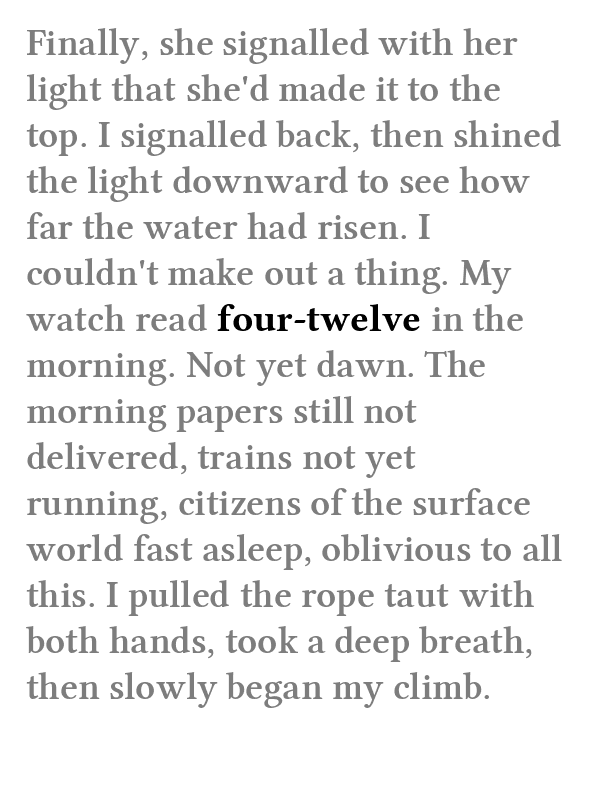 Finally, she signalled with her
light that she'd made it to the
top. I signalled back, then shined
the light downward to see how
far the water had risen. I
couldn't make out a thing. My
watch read four-twelve in the
morning. Not yet dawn. The
morning papers still not
delivered, trains not yet
running, citizens of the surface
world fast asleep, oblivious to all
this. I pulled the rope taut with
both hands, took a deep breath,
then slowly began my climb.